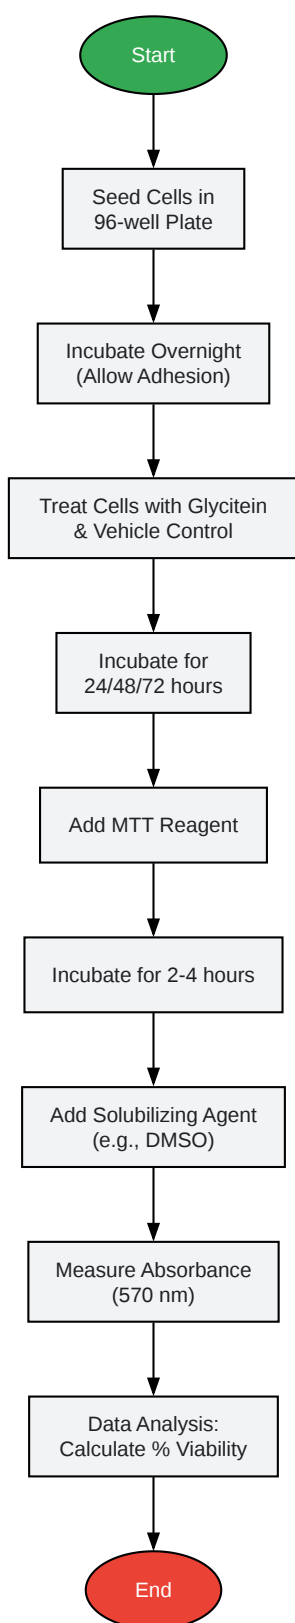 Start
Seed Cells in
96-well Plate
Incubate Overnight
(Allow Adhesion)
Treat Cells with Glycitein
& Vehicle Control
Incubate for
24/48/72 hours
Add MTT Reagent
Incubate for 2-4 hours
Add Solubilizing Agent
(e.g., DMSO)
Measure Absorbance
(570 nm)
Data Analysis:
Calculate % Viability
End